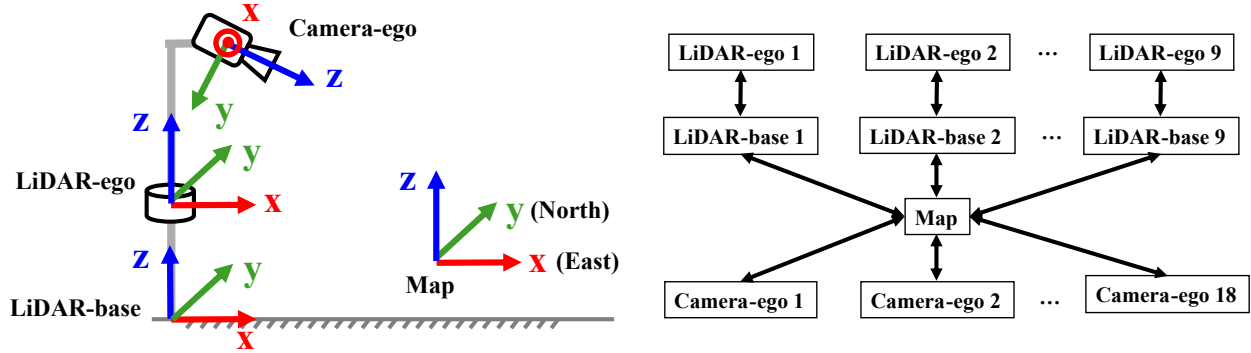 x
Camera-ego
z
y
z
y
LiDAR-ego
x
z
y
LiDAR-base
x
z
y (North)
x (East)
Map
LiDAR-ego 1
LiDAR-ego 2
...
LiDAR-ego 9
LiDAR-base 1
LiDAR-base 2
...
LiDAR-base 9
Map
Camera-ego 1
Camera-ego 2
...
Camera-ego 18